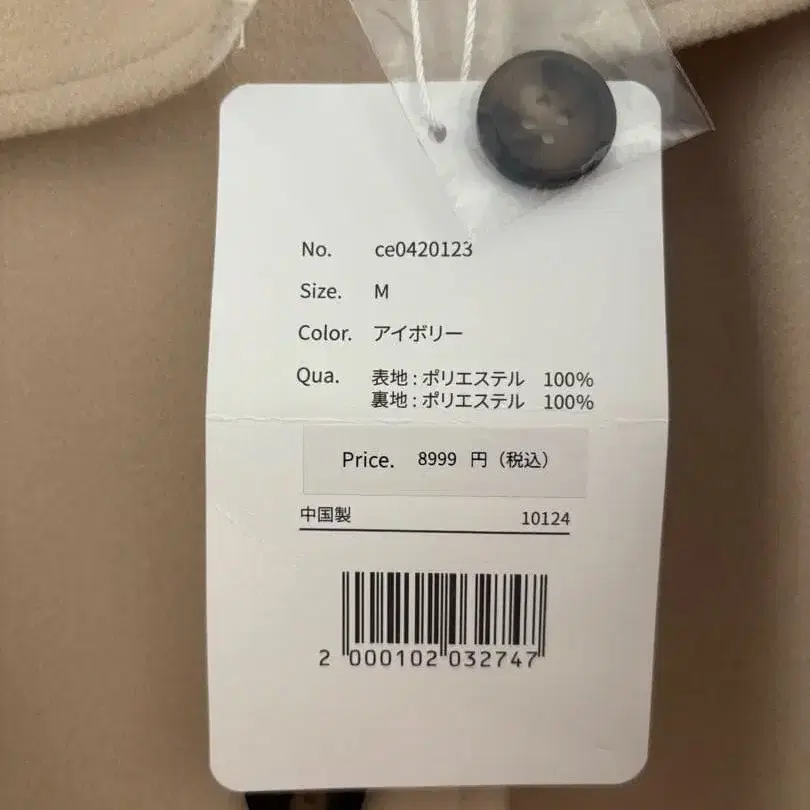 No. ce0420123
Size. M
Color. アイボリー
Qua. 表地 : ポリエステル 100%
裏地 : ポリエステル 100%
Price. 8999 円（税込）
中国製 10124
2 000102 032747